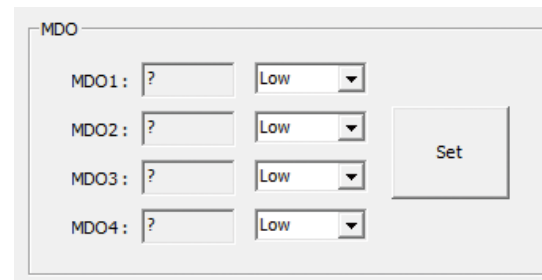 MDO
MDO1: ? Low
MDO2: ? Low
Set
MDO3: ? Low
MDO4: ? Low